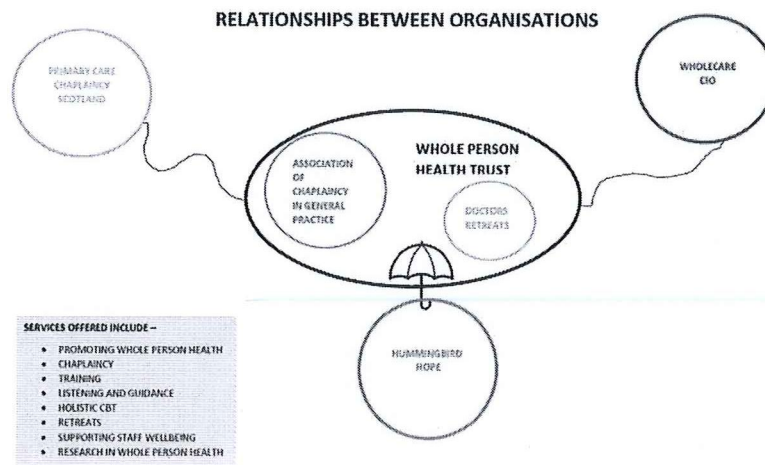 RELATIONSHIPS BETWEEN ORGANISATIONS
PRIMARY CARE
CHAPLAINCY
SCOTLAND
WHOLECARE
CIO
WHOLE PERSON
HEALTH TRUST
ASSOCIATION
OF
CHAPLAINCY
IN GENERAL
PRACTICE
DOCTORS
RETREATS
HUMMINGBIRD
HOPE
SERVICES OFFERED INCLUDE –
• PROMOTING WHOLE PERSON HEALTH
• CHAPLAINCY
• TRAINING
• LISTENING AND GUIDANCE
• HOLISTIC CBT
• RETREATS
• SUPPORTING STAFF WELLBEING
• RESEARCH IN WHOLE PERSON HEALTH